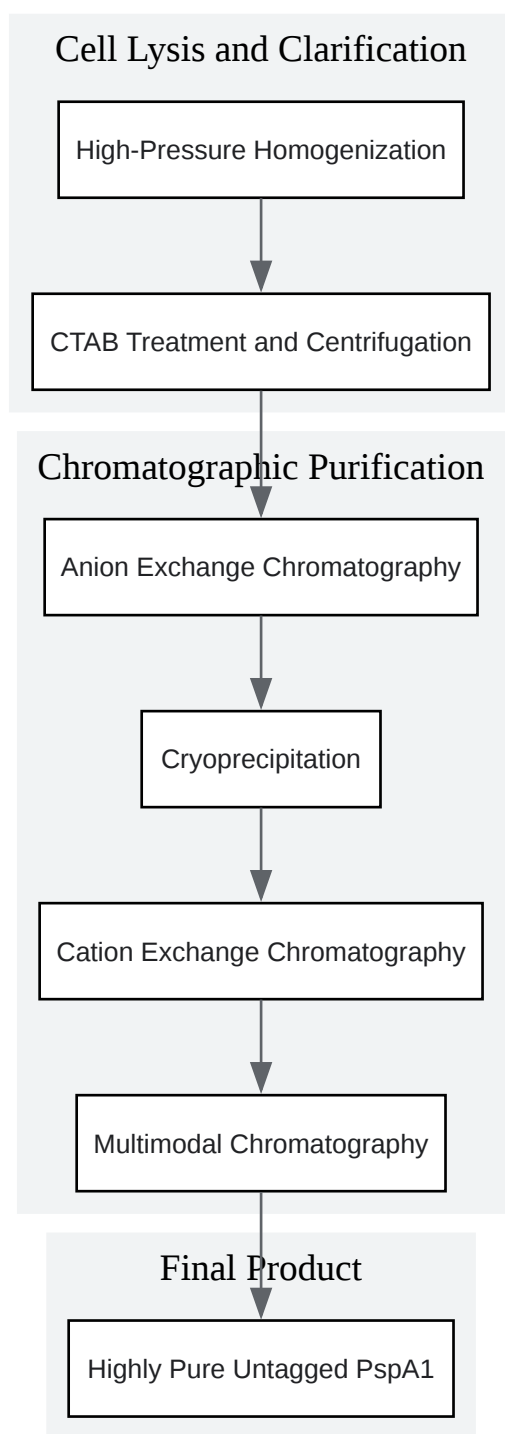 Cell Lysis and Clarification
High-Pressure Homogenization
CTAB Treatment and Centrifugation
Chromatographic Purification
Anion Exchange Chromatography
Cryoprecipitation
Cation Exchange Chromatography
Multimodal Chromatography
Final Product
Highly Pure Untagged PspA1